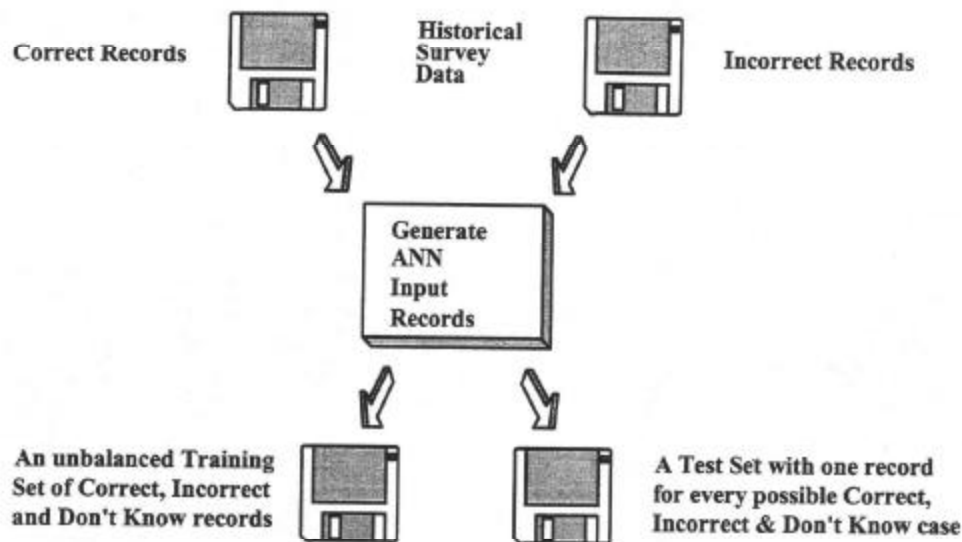 Correct Records
Historical
Survey
Data
Incorrect Records
Generate
ANN
Input
Records
An unbalanced Training
Set of Correct, Incorrect
and Don't Know records
A Test Set with one record
for every possible Correct,
Incorrect & Don't Know case